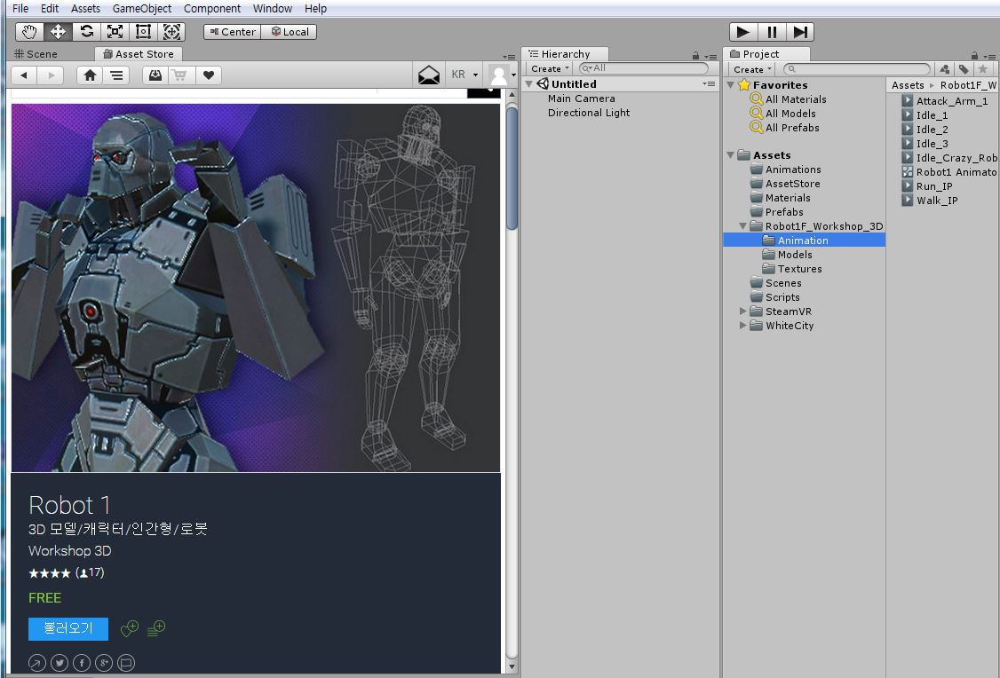 File Edit Assets GameObject Component Window Help
Center Local
Scene Asset Store
KR
Robot 1
3D 모델/캐릭터/인간형/로봇
Workshop 3D
(17)
FREE
불러오기
Hierarchy
Create All
Untitled
Main Camera
Directional Light
Project
Create
Favorites
All Materials
All Models
All Prefabs
Assets
Animations
AssetStore
Materials
Prefabs
Robot1F_Workshop_3D
Animation
Models
Textures
Scenes
Scripts
SteamVR
WhiteCity
Assets Robot1F_W
Attack_Arm_1
Idle_1
Idle_2
Idle_3
Idle_Crazy_Rob
Robot1 Animato
Run_IP
Walk_IP